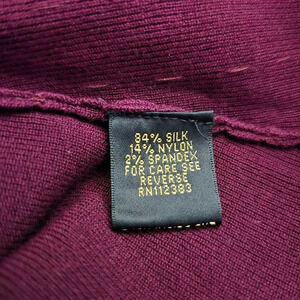 84% SILK
14% NYLON
2% SPANDEX
FOR CARE SEE
REVERSE
RN112383